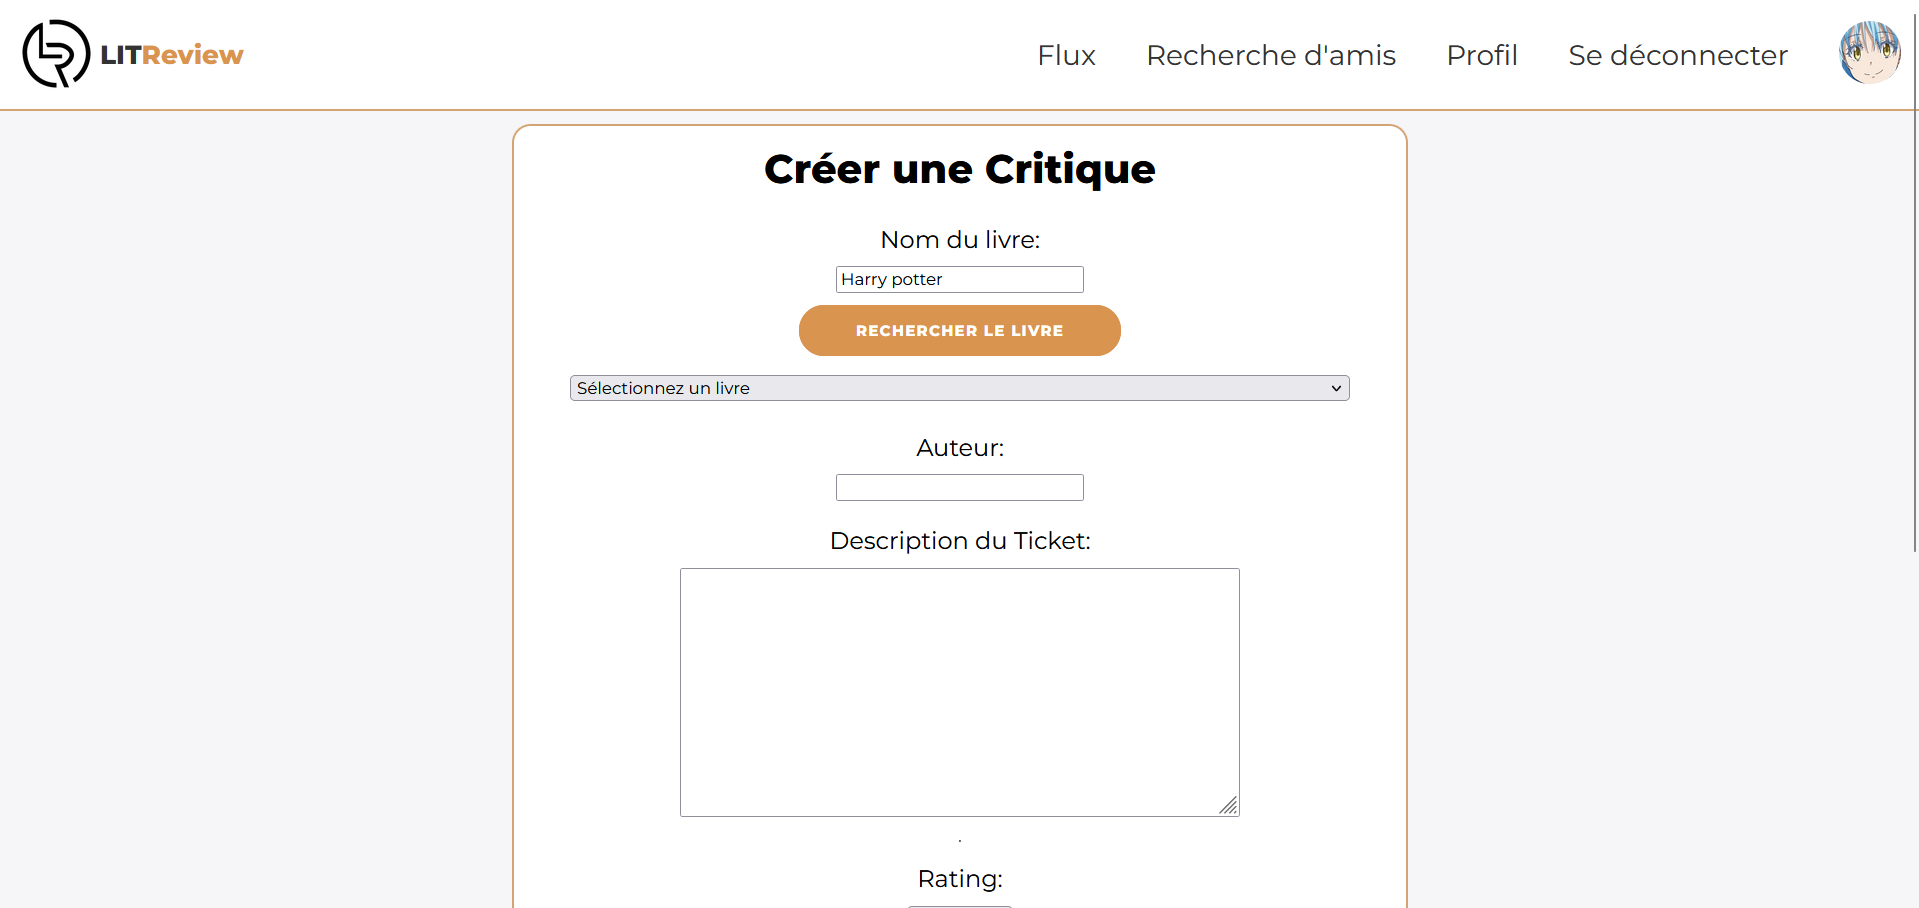 LITReview
Flux
Recherche d'amis
Profil
Se déconnecter
Créer une Critique
Nom du livre:
Harry potter
RECHERCHER LE LIVRE
Sélectionnez un livre
Auteur:
Description du Ticket:
.
Rating: